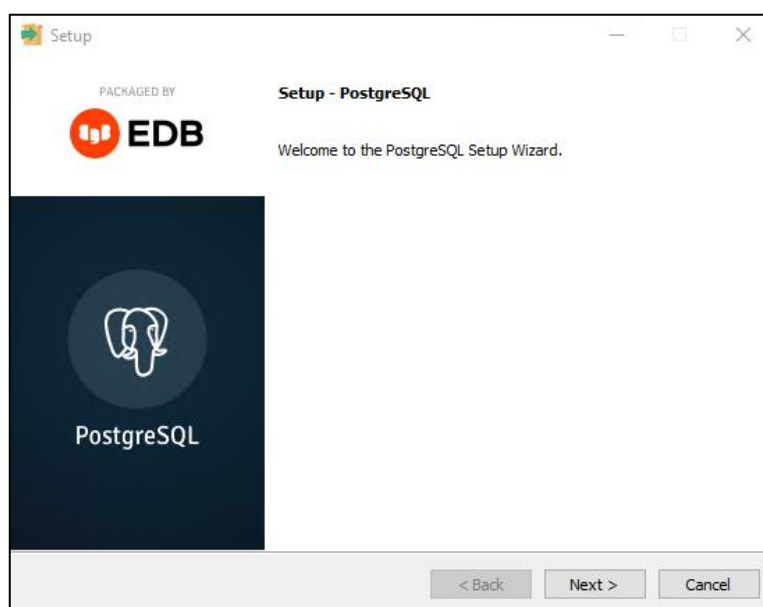 Setup
PACKAGED BY
EDB
Setup - PostgreSQL
Welcome to the PostgreSQL Setup Wizard.
PostgreSQL
< Back
Next >
Cancel